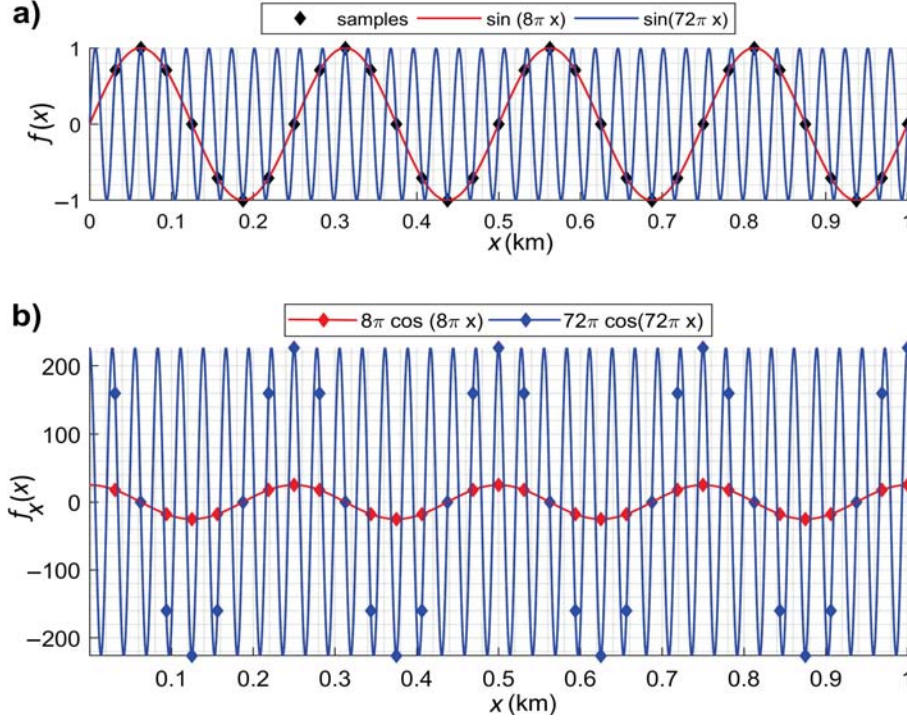 a)
samples sin (8π x) sin(72π x)
1
0
−1
f(x)
0 0.1 0.2 0.3 0.4 0.5 0.6 0.7 0.8 0.9 1
x (km)
b)
8π cos (8π x) 72π cos(72π x)
200
100
0
−100
−200
fx(x)
0.1 0.2 0.3 0.4 0.5 0.6 0.7 0.8 0.9 1
x (km)